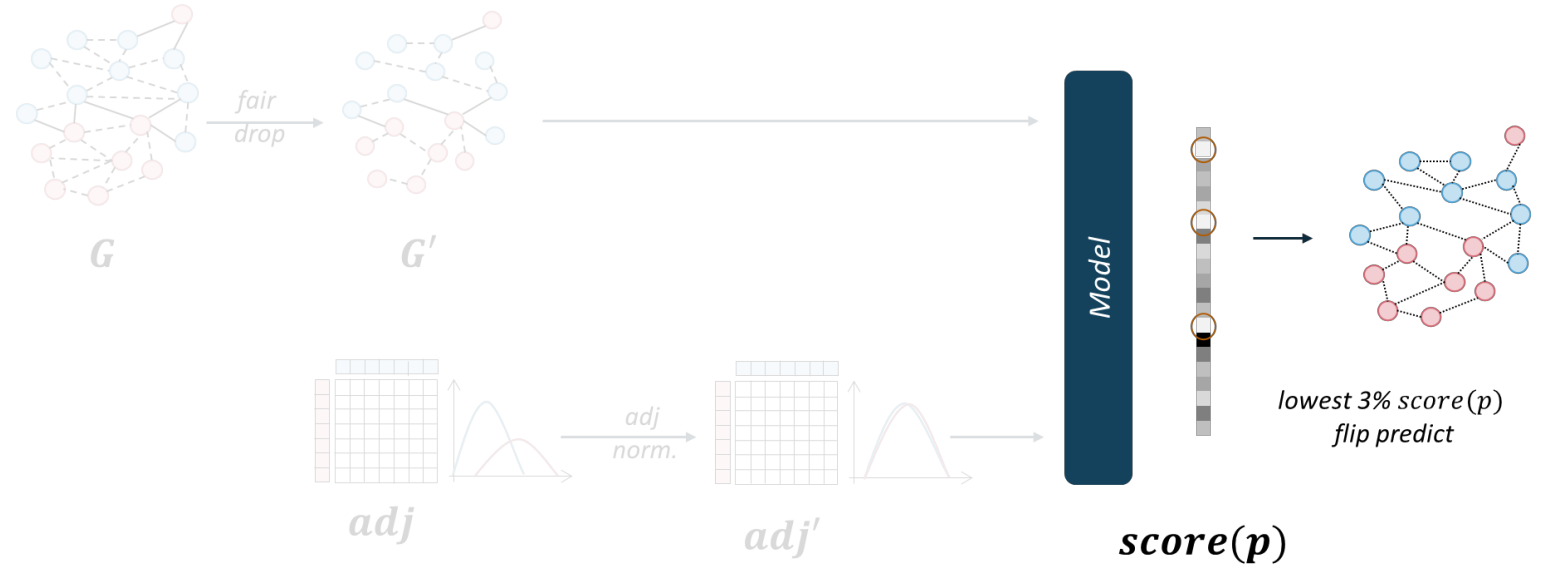 fair
drop
G
G′
adj
norm.
adj
adj′
Model
lowest 3% score(p)
flip predict
score(p)